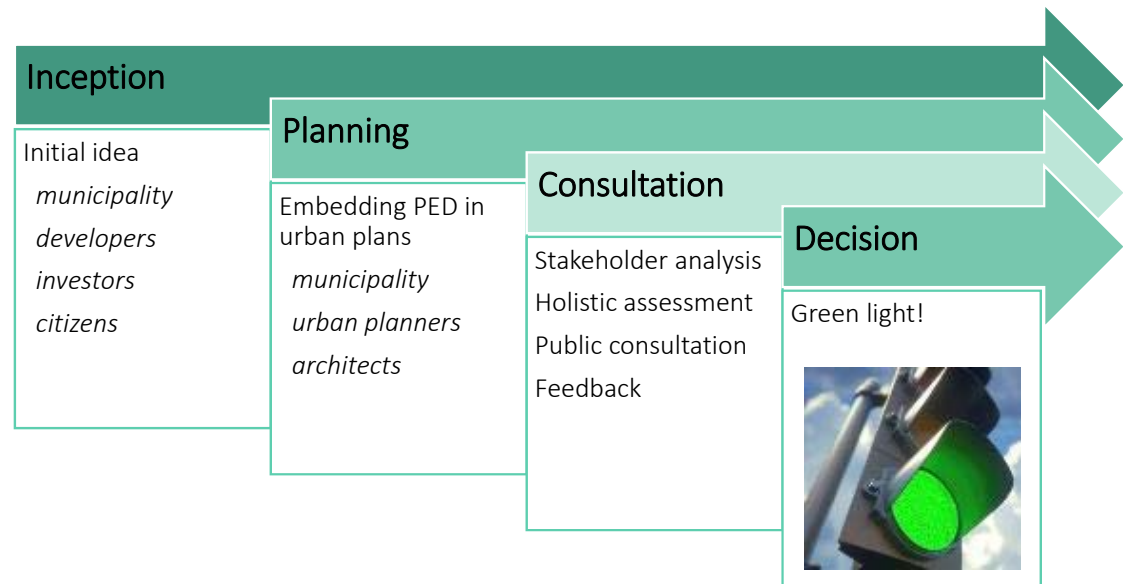 Inception
Initial idea
municipality
developers
investors
citizens
Planning
Embedding PED in
urban plans
municipality
urban planners
architects
Consultation
Stakeholder analysis
Holistic assessment
Public consultation
Feedback
Decision
Green light!